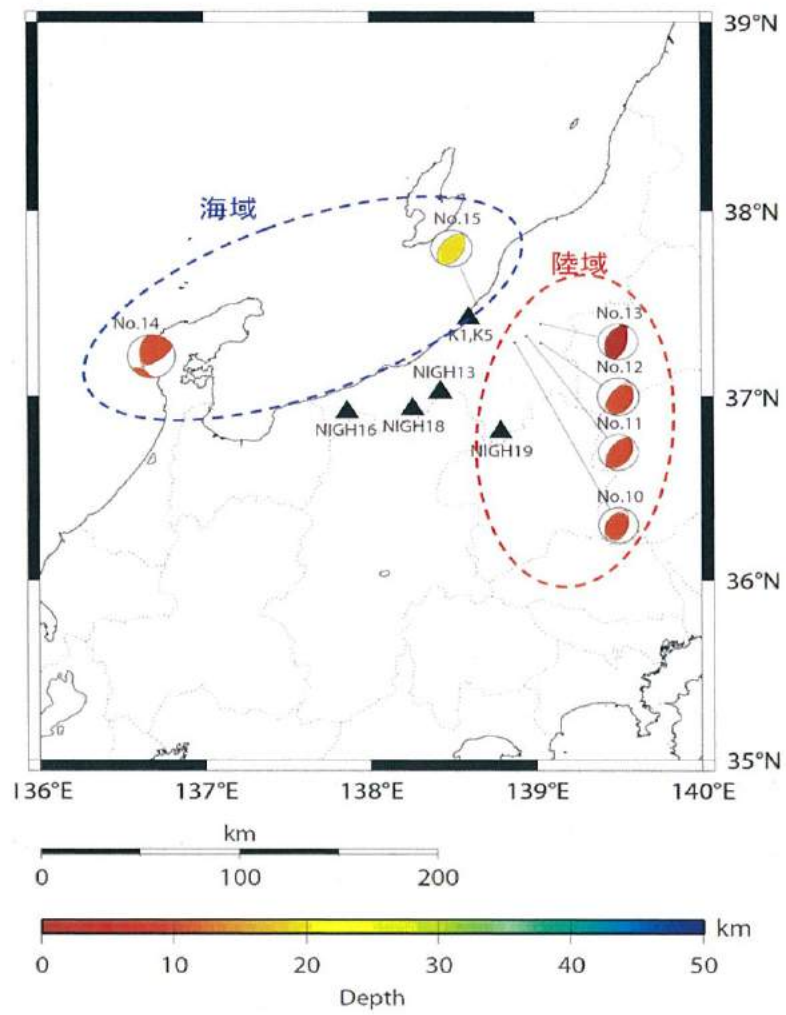 39°N
海域
38°N
No.15
陸域
No.14
No.13
K1,K5
No.12
NIGH13
37°N
No.11
NIGH16
NIGH18
NIGH19
No.10
36°N
35°N
136°E 137°E 138°E 139°E 140°E
km
0 100 200
km
0 10 20 30 40 50
Depth